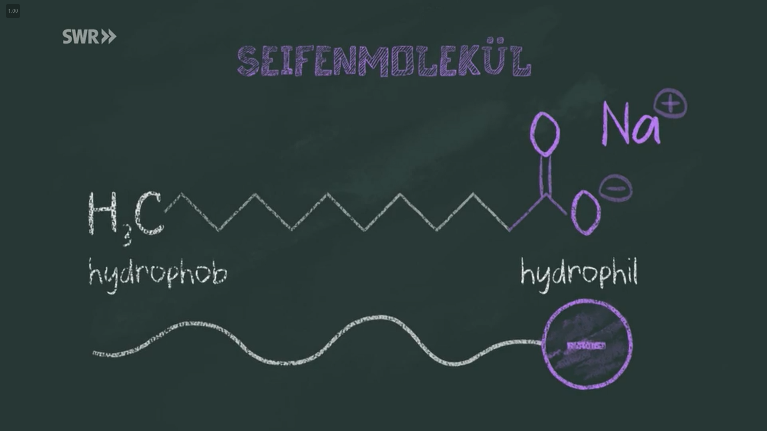 SWR»
SEIFENMOLEKÜL
Na⊕
O
H₃C
O⊖
hydrophob hydrophil
−